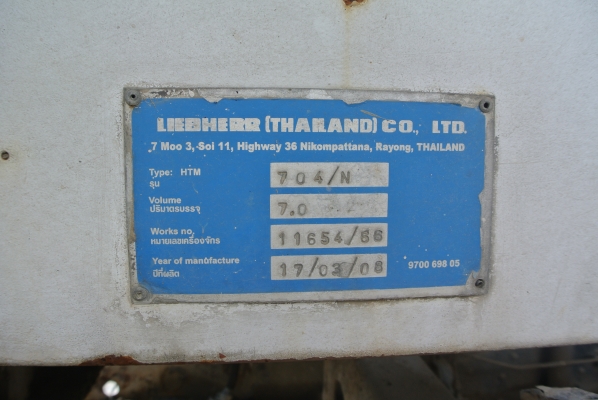 LIEBHERR (THAILAND) CO., LTD.
7 Moo 3, Soi 11, Highway 36 Nikompattana, Rayong, THAILAND
Type: HTM 704/N
รุ่น
Volume 7.0
ปริมาตรบรรจุ
Works no. 11654/66
หมายเลขเครื่องจักร
Year of manufacture 17/03/08
ปีที่ผลิต 9700 698 05